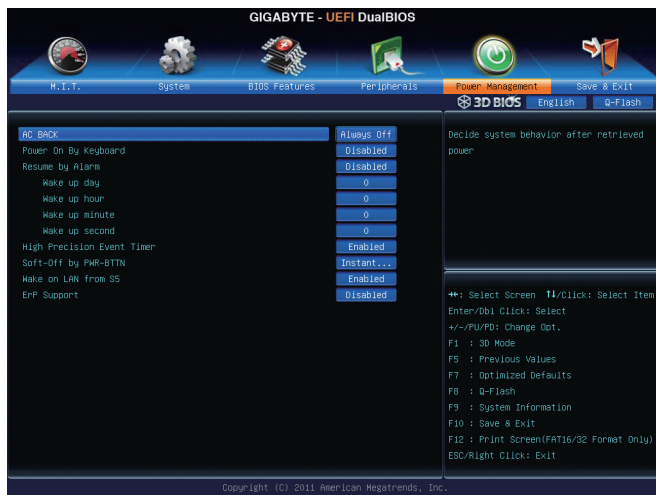 GIGABYTE - UEFI DualBIOS
M.I.T. System BIOS Features Peripherals Power Management Save & Exit
3D BIOS English Q-Flash
AC BACK Always Off
Power On By Keyboard Disabled
Resume by Alarm Disabled
Wake up day 0
Wake up hour 0
Wake up minute 0
Wake up second 0
High Precision Event Timer Enabled
Soft-Off by PWR-BTTN Instant...
Wake on LAN from S5 Enabled
ErP Support Disabled
Decide system behavior after retrieved
power
→←: Select Screen ↑↓/Click: Select Item
Enter/Dbl Click: Select
+/-/PU/PD: Change Opt.
F1 : 3D Mode
F5 : Previous Values
F7 : Optimized Defaults
F8 : Q-Flash
F9 : System Information
F10 : Save & Exit
F12 : Print Screen(FAT16/32 Format Only)
ESC/Right Click: Exit
Copyright (C) 2011 American Megatrends, Inc.